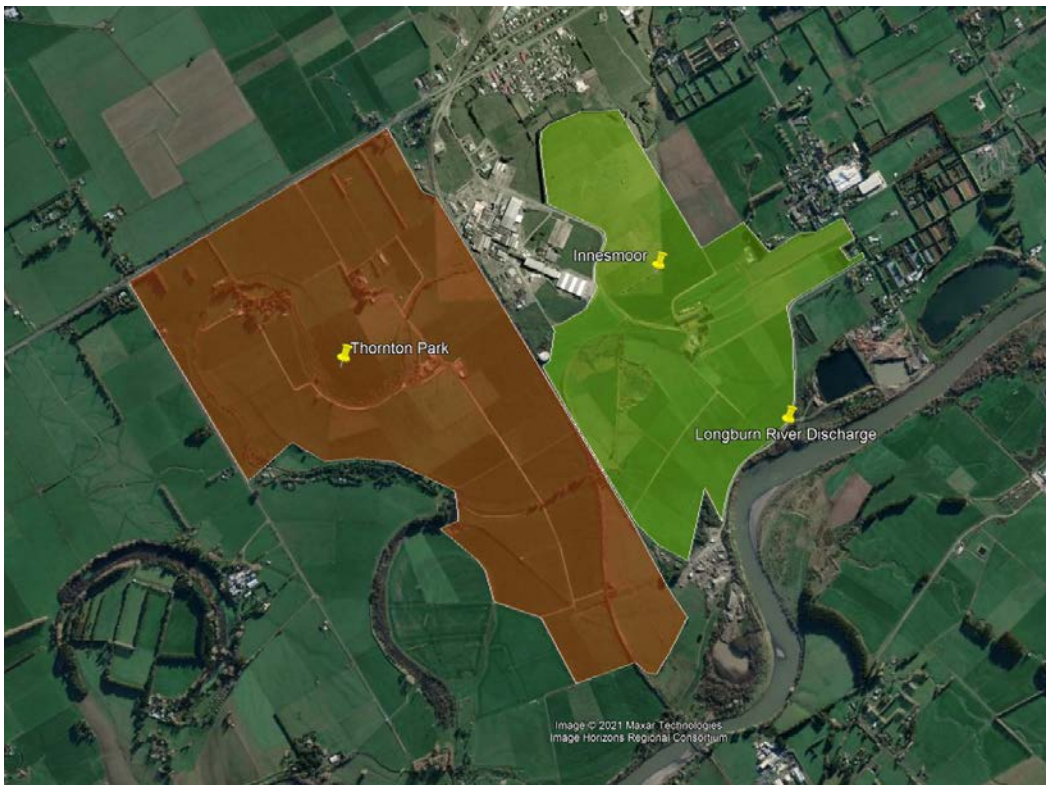 Innesmoor
Thornton Park
Longburn River Discharge
Image © 2021 Maxar Technologies
Image Horizons Regional Consortium